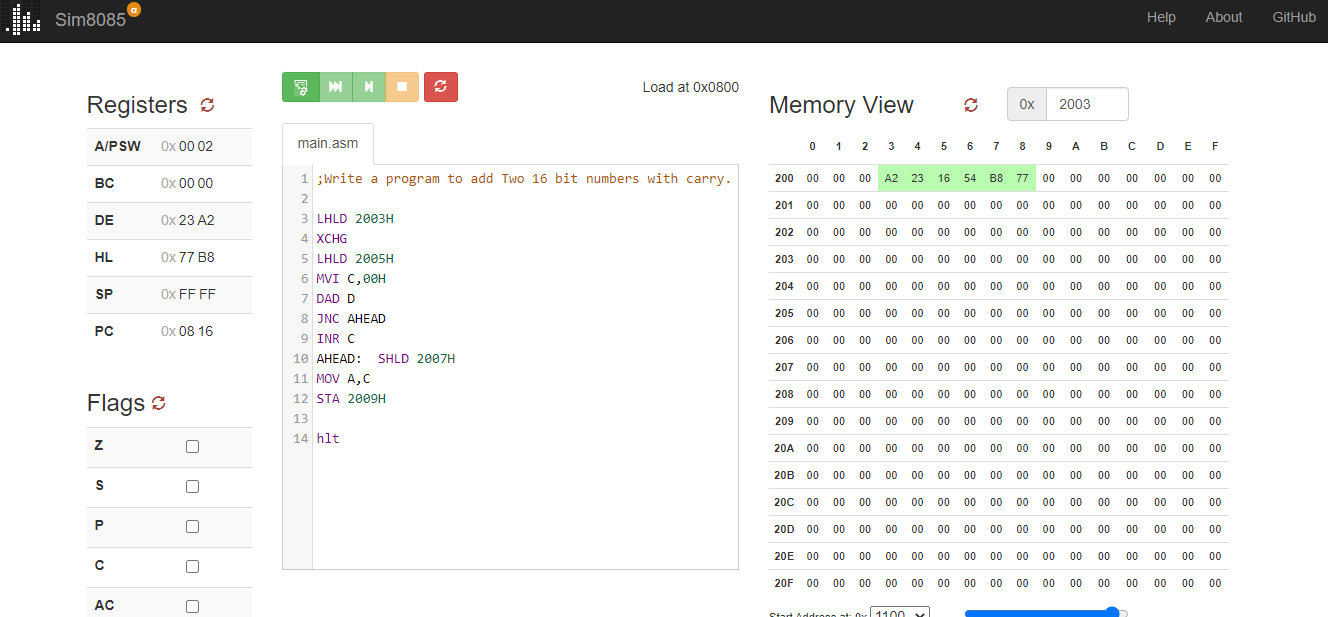 Sim8085 α Help About GitHub
Load at 0x0800
Registers
A/PSW 0x 00 02
BC 0x 00 00
DE 0x 23 A2
HL 0x 77 B8
SP 0x FF FF
PC 0x 08 16
Flags
Z
S
P
C
AC
main.asm
1 ;Write a program to add Two 16 bit numbers with carry.
2
3 LHLD 2003H
4 XCHG
5 LHLD 2005H
6 MVI C,00H
7 DAD D
8 JNC AHEAD
9 INR C
10 AHEAD:  SHLD 2007H
11 MOV A,C
12 STA 2009H
13
14 hlt
Memory View 0x 2003
0 1 2 3 4 5 6 7 8 9 A B C D E F
200 00 00 00 A2 23 16 54 B8 77 00 00 00 00 00 00 00
201 00 00 00 00 00 00 00 00 00 00 00 00 00 00 00 00
202 00 00 00 00 00 00 00 00 00 00 00 00 00 00 00 00
203 00 00 00 00 00 00 00 00 00 00 00 00 00 00 00 00
204 00 00 00 00 00 00 00 00 00 00 00 00 00 00 00 00
205 00 00 00 00 00 00 00 00 00 00 00 00 00 00 00 00
206 00 00 00 00 00 00 00 00 00 00 00 00 00 00 00 00
207 00 00 00 00 00 00 00 00 00 00 00 00 00 00 00 00
208 00 00 00 00 00 00 00 00 00 00 00 00 00 00 00 00
209 00 00 00 00 00 00 00 00 00 00 00 00 00 00 00 00
20A 00 00 00 00 00 00 00 00 00 00 00 00 00 00 00 00
20B 00 00 00 00 00 00 00 00 00 00 00 00 00 00 00 00
20C 00 00 00 00 00 00 00 00 00 00 00 00 00 00 00 00
20D 00 00 00 00 00 00 00 00 00 00 00 00 00 00 00 00
20E 00 00 00 00 00 00 00 00 00 00 00 00 00 00 00 00
20F 00 00 00 00 00 00 00 00 00 00 00 00 00 00 00 00
Start Address at: 0x 1100